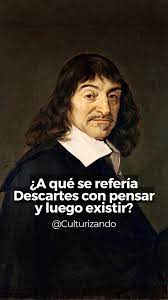 ¿A qué se refería
Descartes con pensar
y luego existir?
@Culturizando